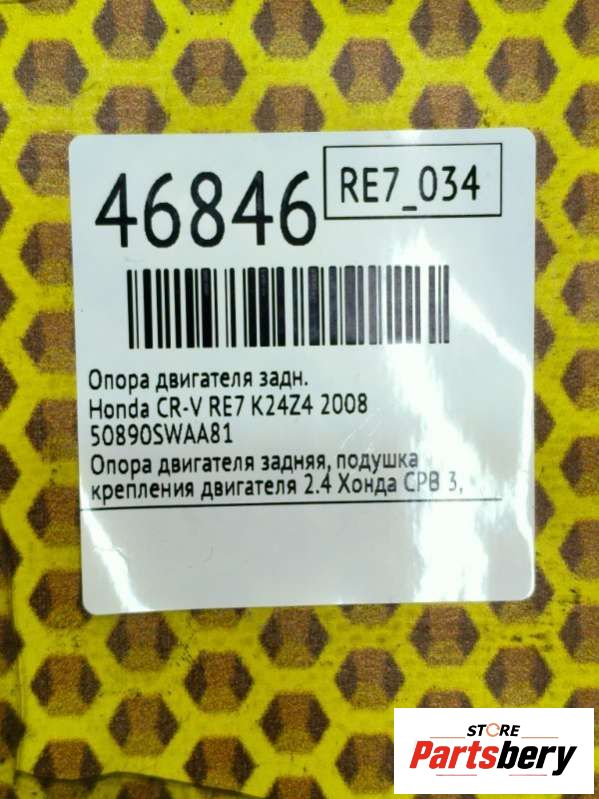 46846
RE7_034
Опора двигателя задн.
Honda CR-V RE7 K24Z4 2008
50890SWAA81
Опора двигателя задняя, подушка
крепления двигателя 2.4 Хонда СРВ 3,
STORE
Partsbery